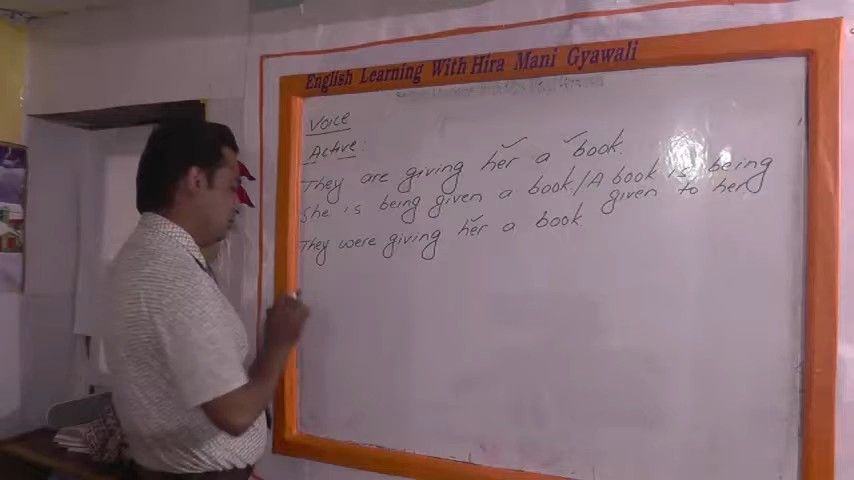 English Learning With Hira Mani Gyawali
Voice
Active:
They are giving her a book.
She is being given a book./A book is being given to her
They were giving her a book.